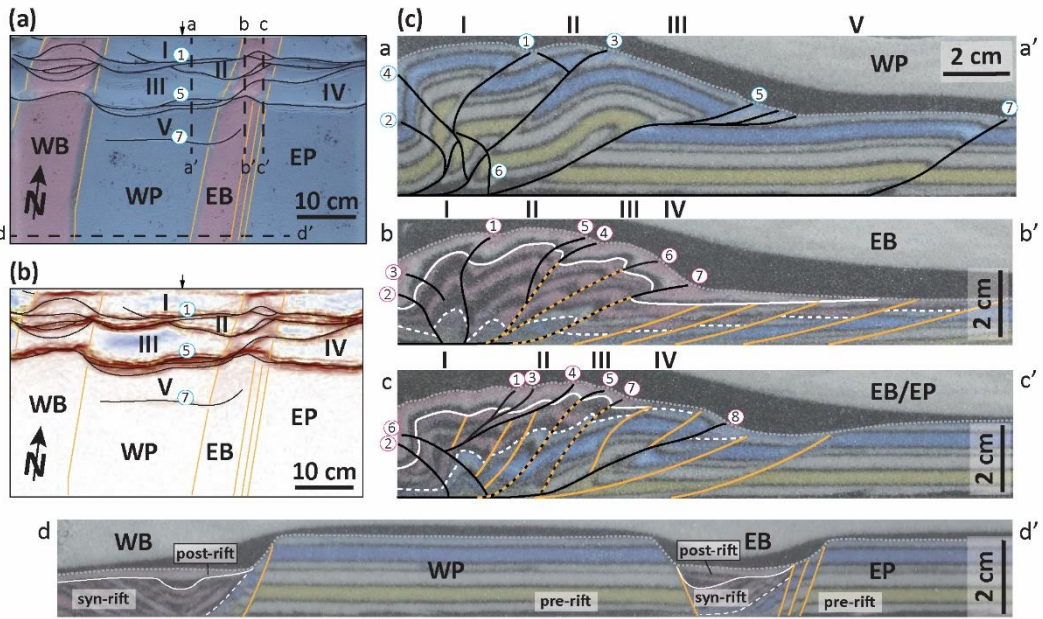 (a)
a
b
c
I
1
II
III
5
IV
V
7
WB
a'
b'
c'
EP
WP
EB
N
10 cm
d
d'
(b)
I
1
II
III
5
IV
V
7
WB
WP
EB
EP
N
10 cm
(c)
I
II
III
V
a
1
3
a'
WP
2 cm
4
5
7
2
6
I
II
III
IV
b
1
5
4
EB
b'
3
6
2
7
2 cm
I
II
III
IV
c
1
3
4
5
7
EB/EP
c'
6
8
2
2 cm
d
WB
EB
d'
post-rift
WP
post-rift
EP
syn-rift
pre-rift
syn-rift
pre-rift
2 cm